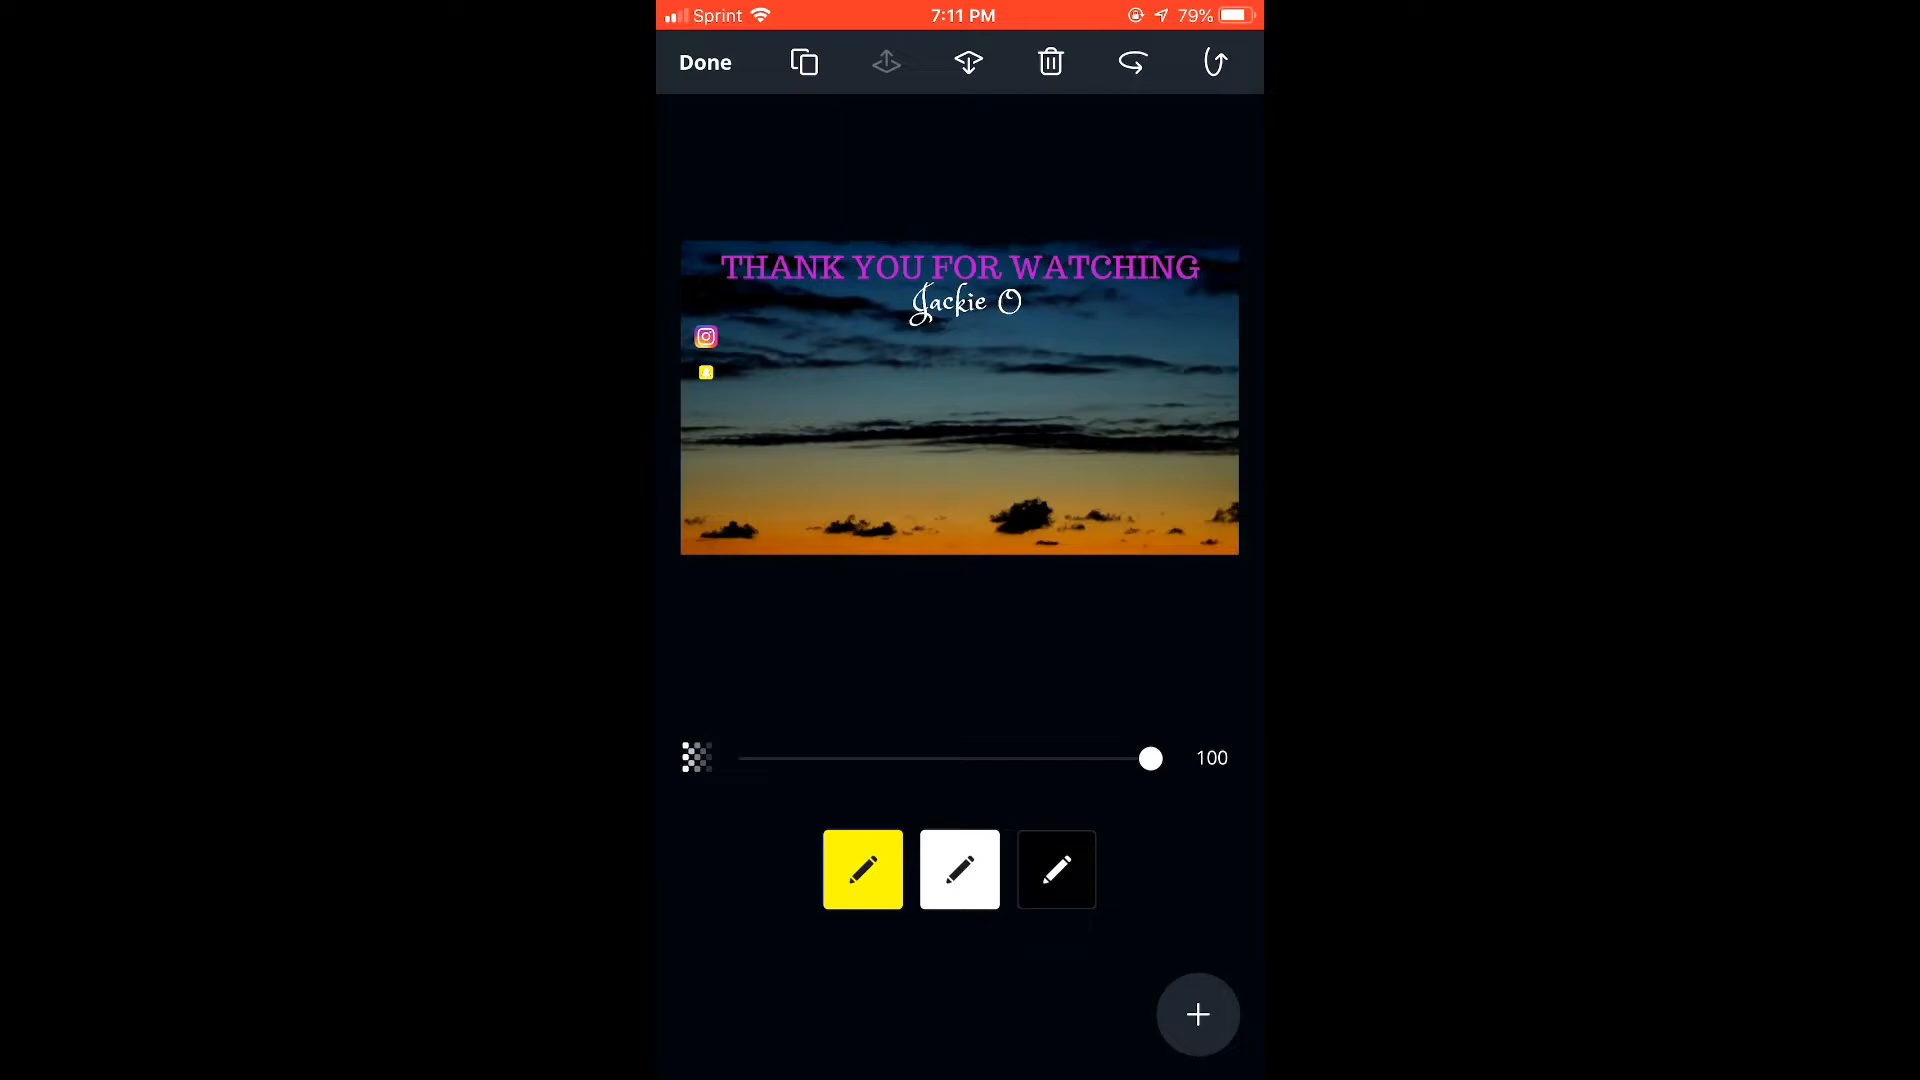 Sprint 7:11 PM 79%
Done
THANK YOU FOR WATCHING
Jackie O
100